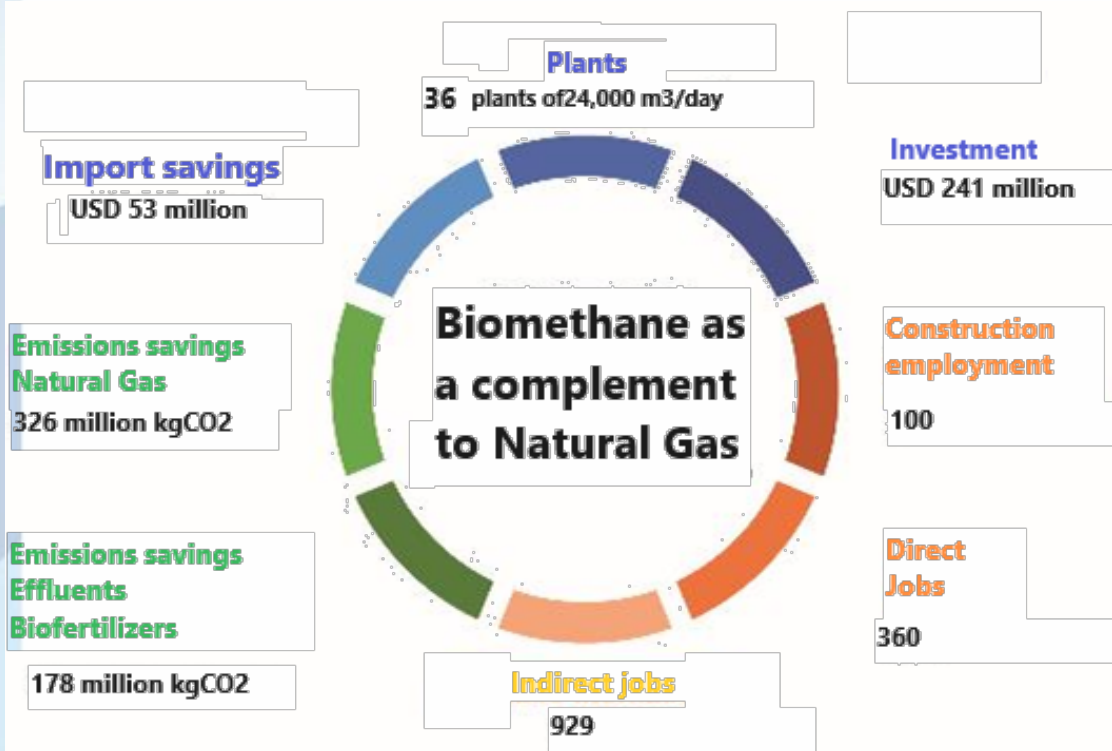 Plants
36 plants of24,000 m3/day
Investment
USD 241 million
Construction
employment
100
Direct
Jobs
360
Indirect jobs
929
Emissions savings
Effluents
Biofertilizers
178 million kgCO2
Emissions savings
Natural Gas
326 million kgCO2
Import savings
USD 53 million
Biomethane as
a complement
to Natural Gas